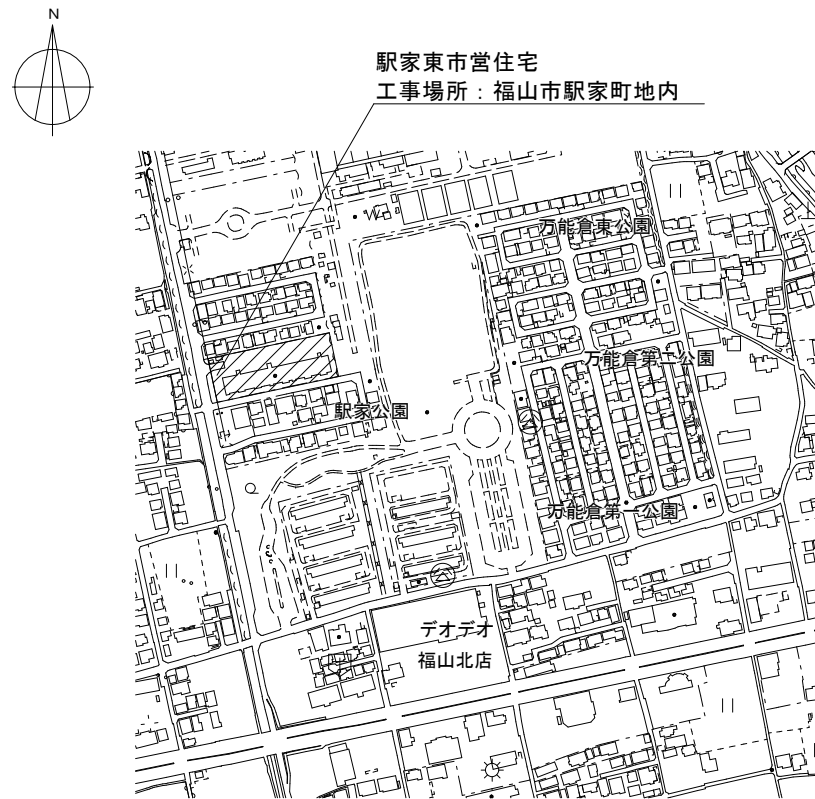 N
駅家東市営住宅
工事場所：福山市駅家町地内
万能倉東公園
万能倉第二公園
駅家公園
万能倉第一公園
デオデオ
福山北店